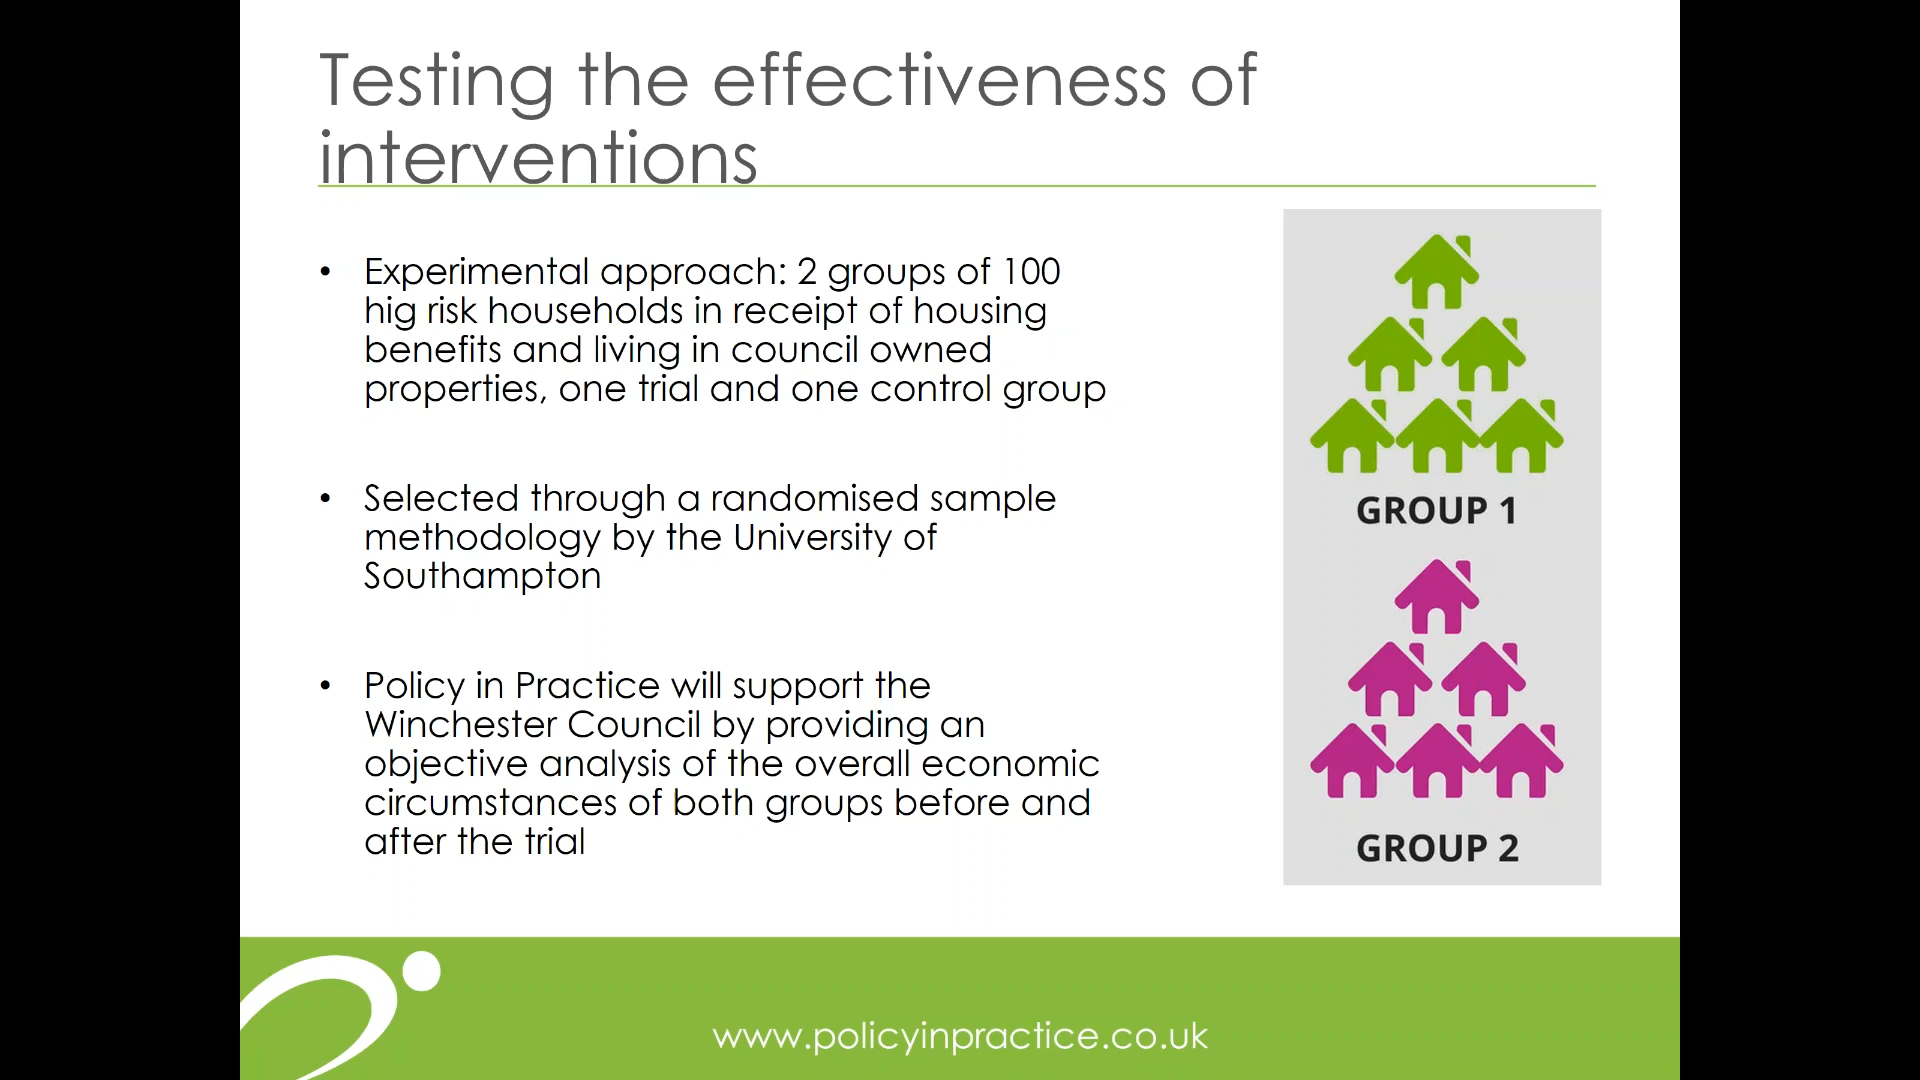 Testing the effectiveness of
interventions
• Experimental approach: 2 groups of 100
hig risk households in receipt of housing
benefits and living in council owned
properties, one trial and one control group
• Selected through a randomised sample
methodology by the University of
Southampton
• Policy in Practice will support the
Winchester Council by providing an
objective analysis of the overall economic
circumstances of both groups before and
after the trial
GROUP 1
GROUP 2
www.policyinpractice.co.uk